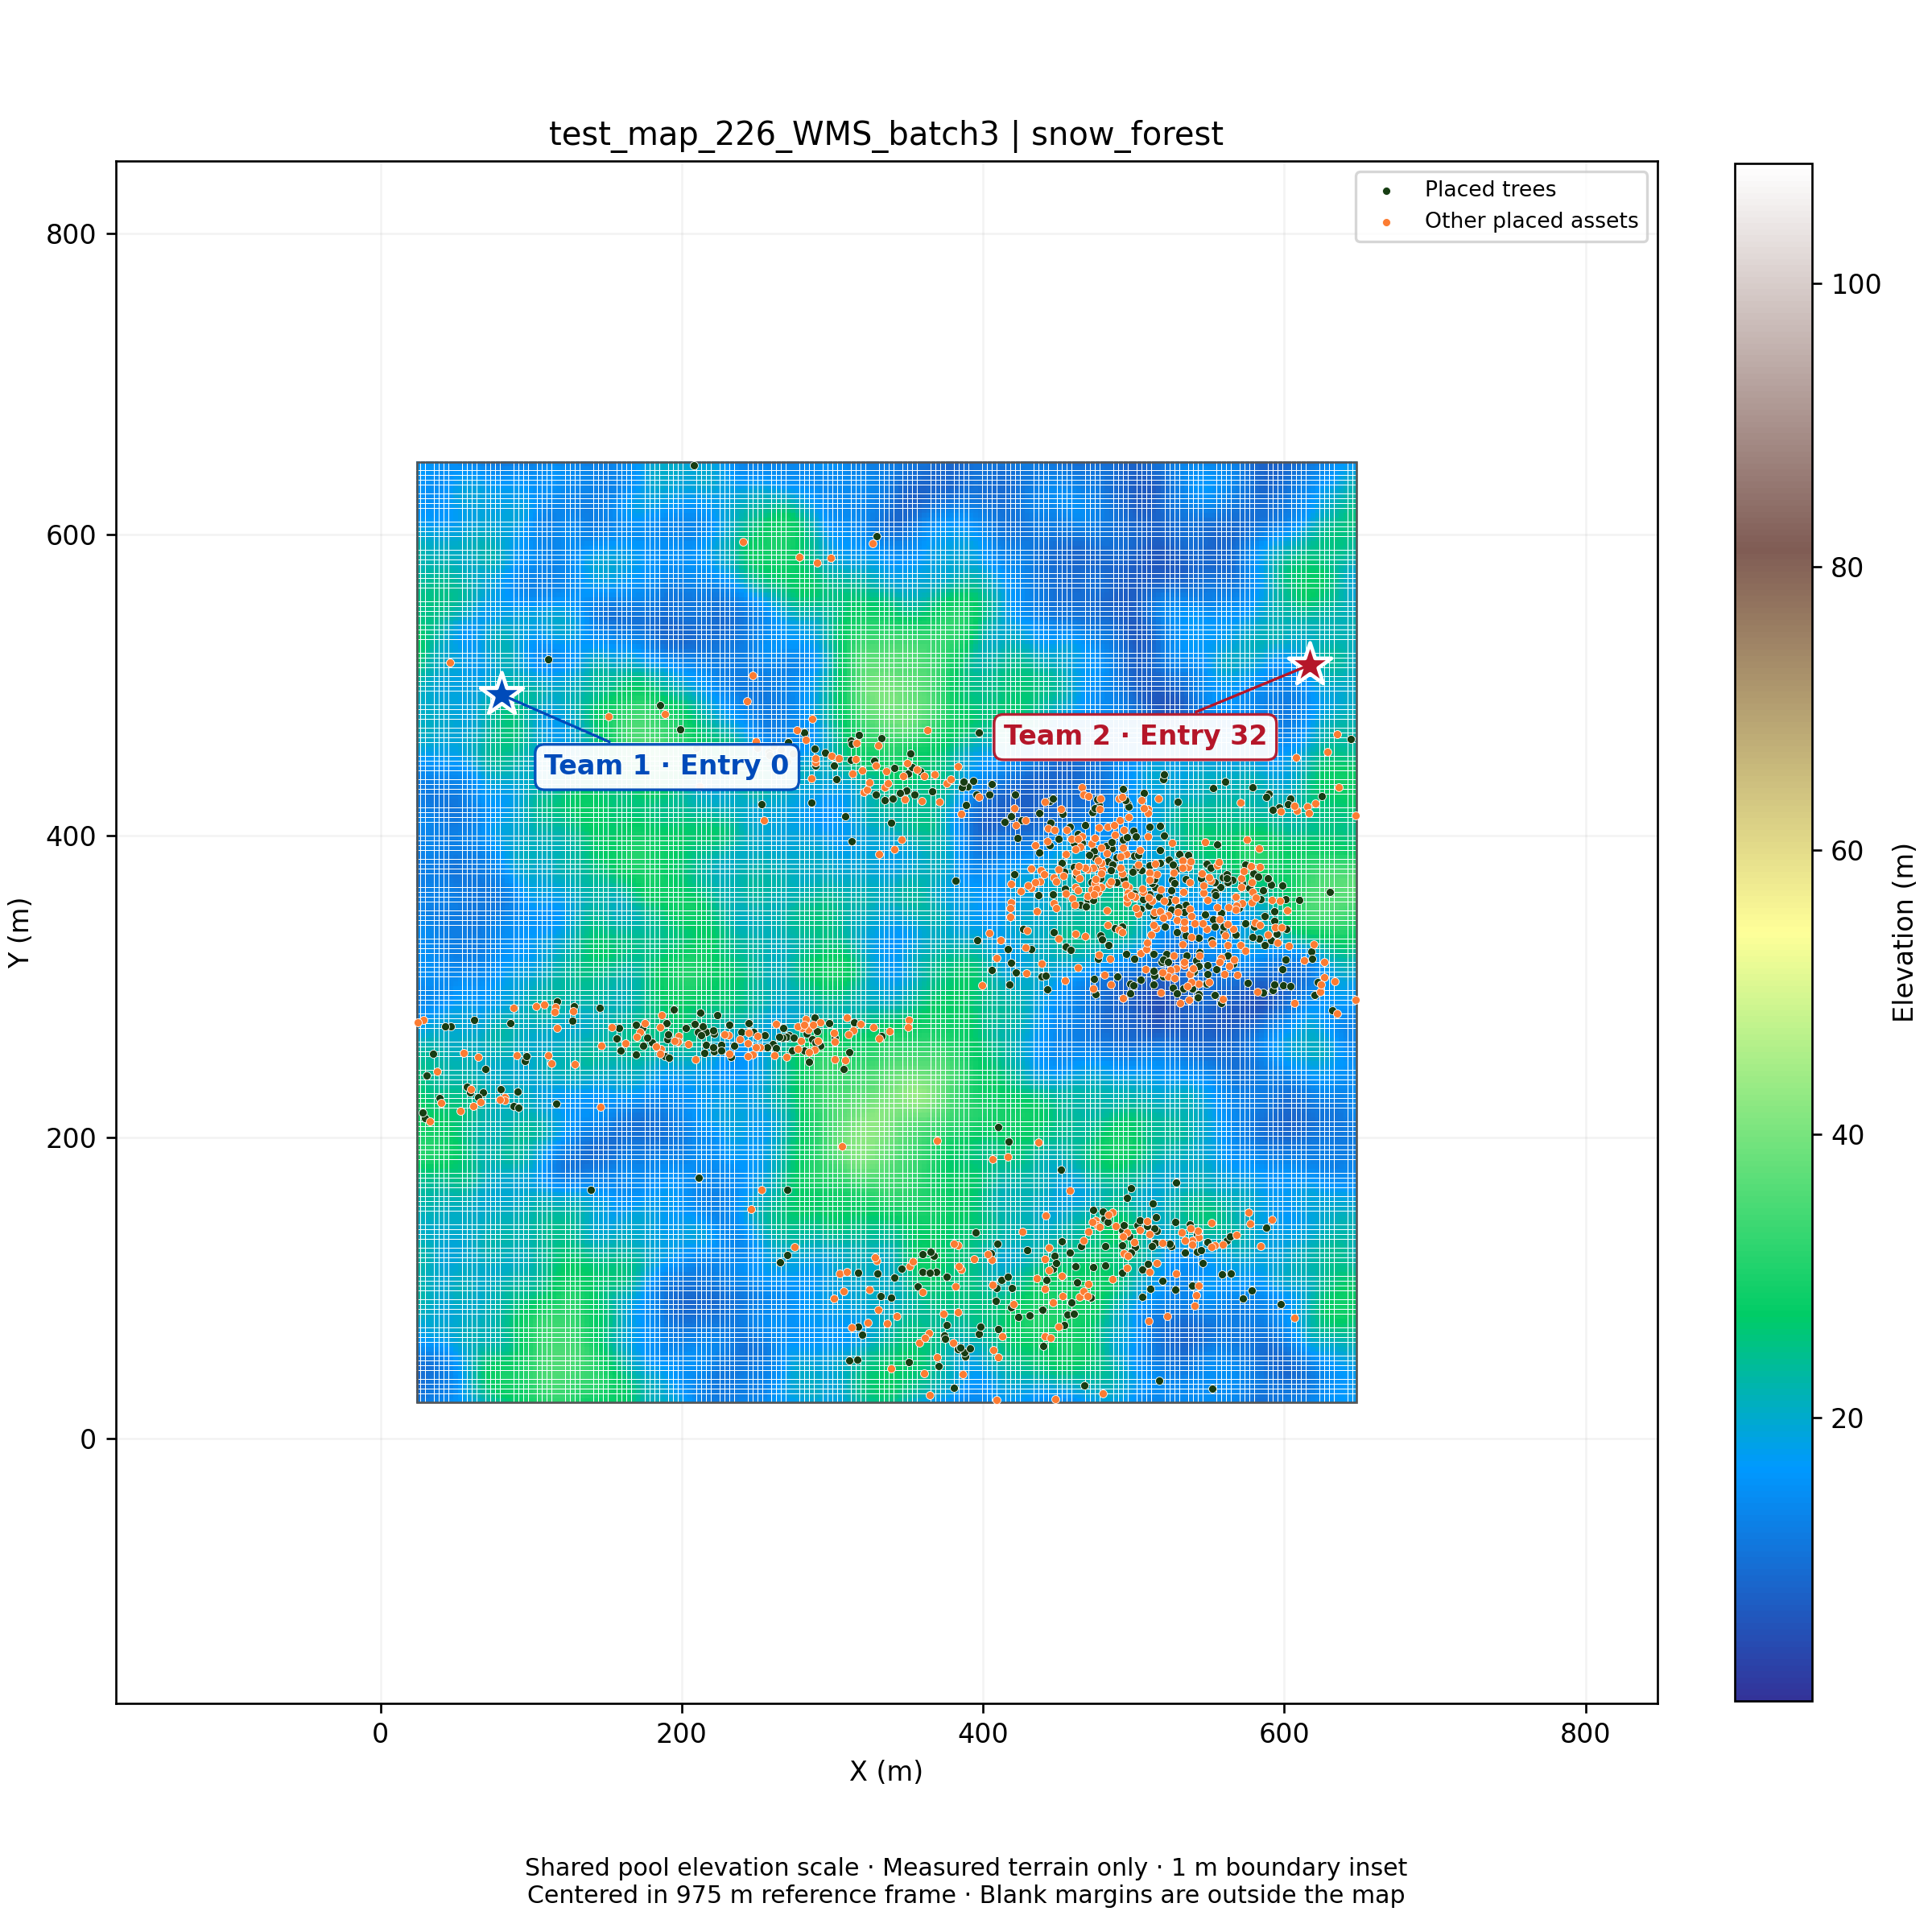 test_map_226_WMS_batch3 | snow_forest
Placed trees
Other placed assets
Team 1 · Entry 0
Team 2 · Entry 32
800
600
400
200
0
Y (m)
0
200
400
600
800
X (m)
100
80
60
40
20
Elevation (m)
Shared pool elevation scale · Measured terrain only · 1 m boundary inset
Centered in 975 m reference frame · Blank margins are outside the map